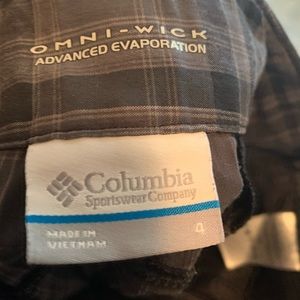 OMNI-WICK
ADVANCED EVAPORATION
Columbia
Sportswear Company
MADE IN
VIETNAM
4